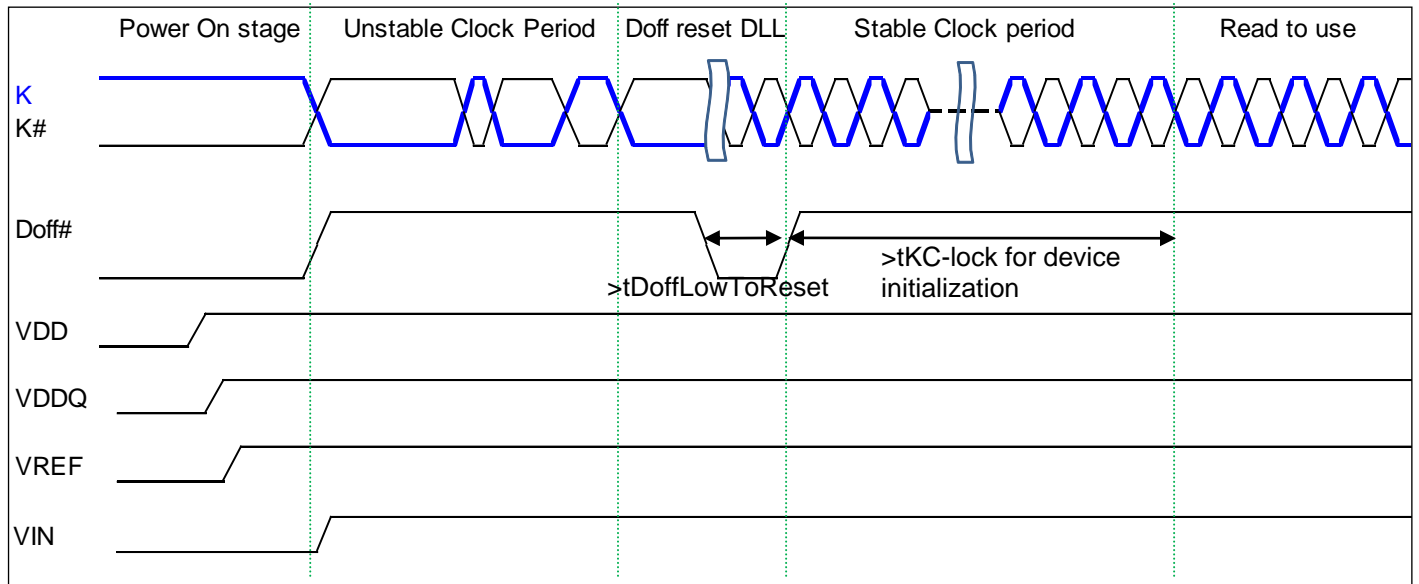 Power On stage
Unstable Clock Period
Doff reset DLL
Stable Clock period
Read to use
K
K#
Doff#
>tDoffLowToReset
>tKC-lock for device
initialization
VDD
VDDQ
VREF
VIN